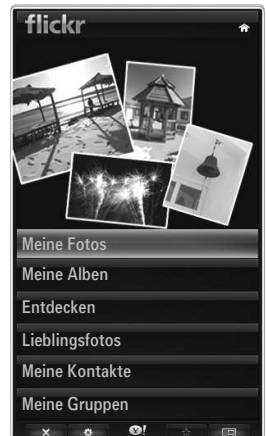 flickr
Meine Fotos
Meine Alben
Entdecken
Lieblingsfotos
Meine Kontakte
Meine Gruppen
Y!